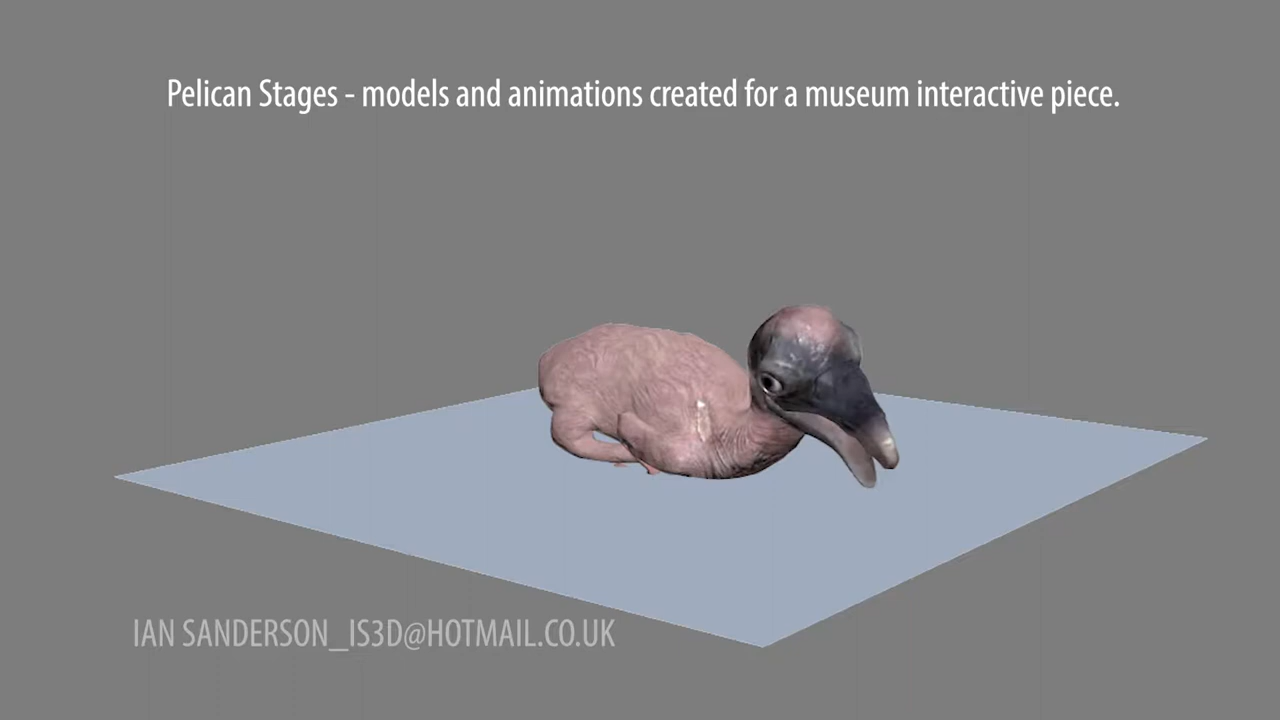 Pelican Stages - models and animations created for a museum interactive piece.
IAN SANDERSON_IS3D@HOTMAIL.CO.UK